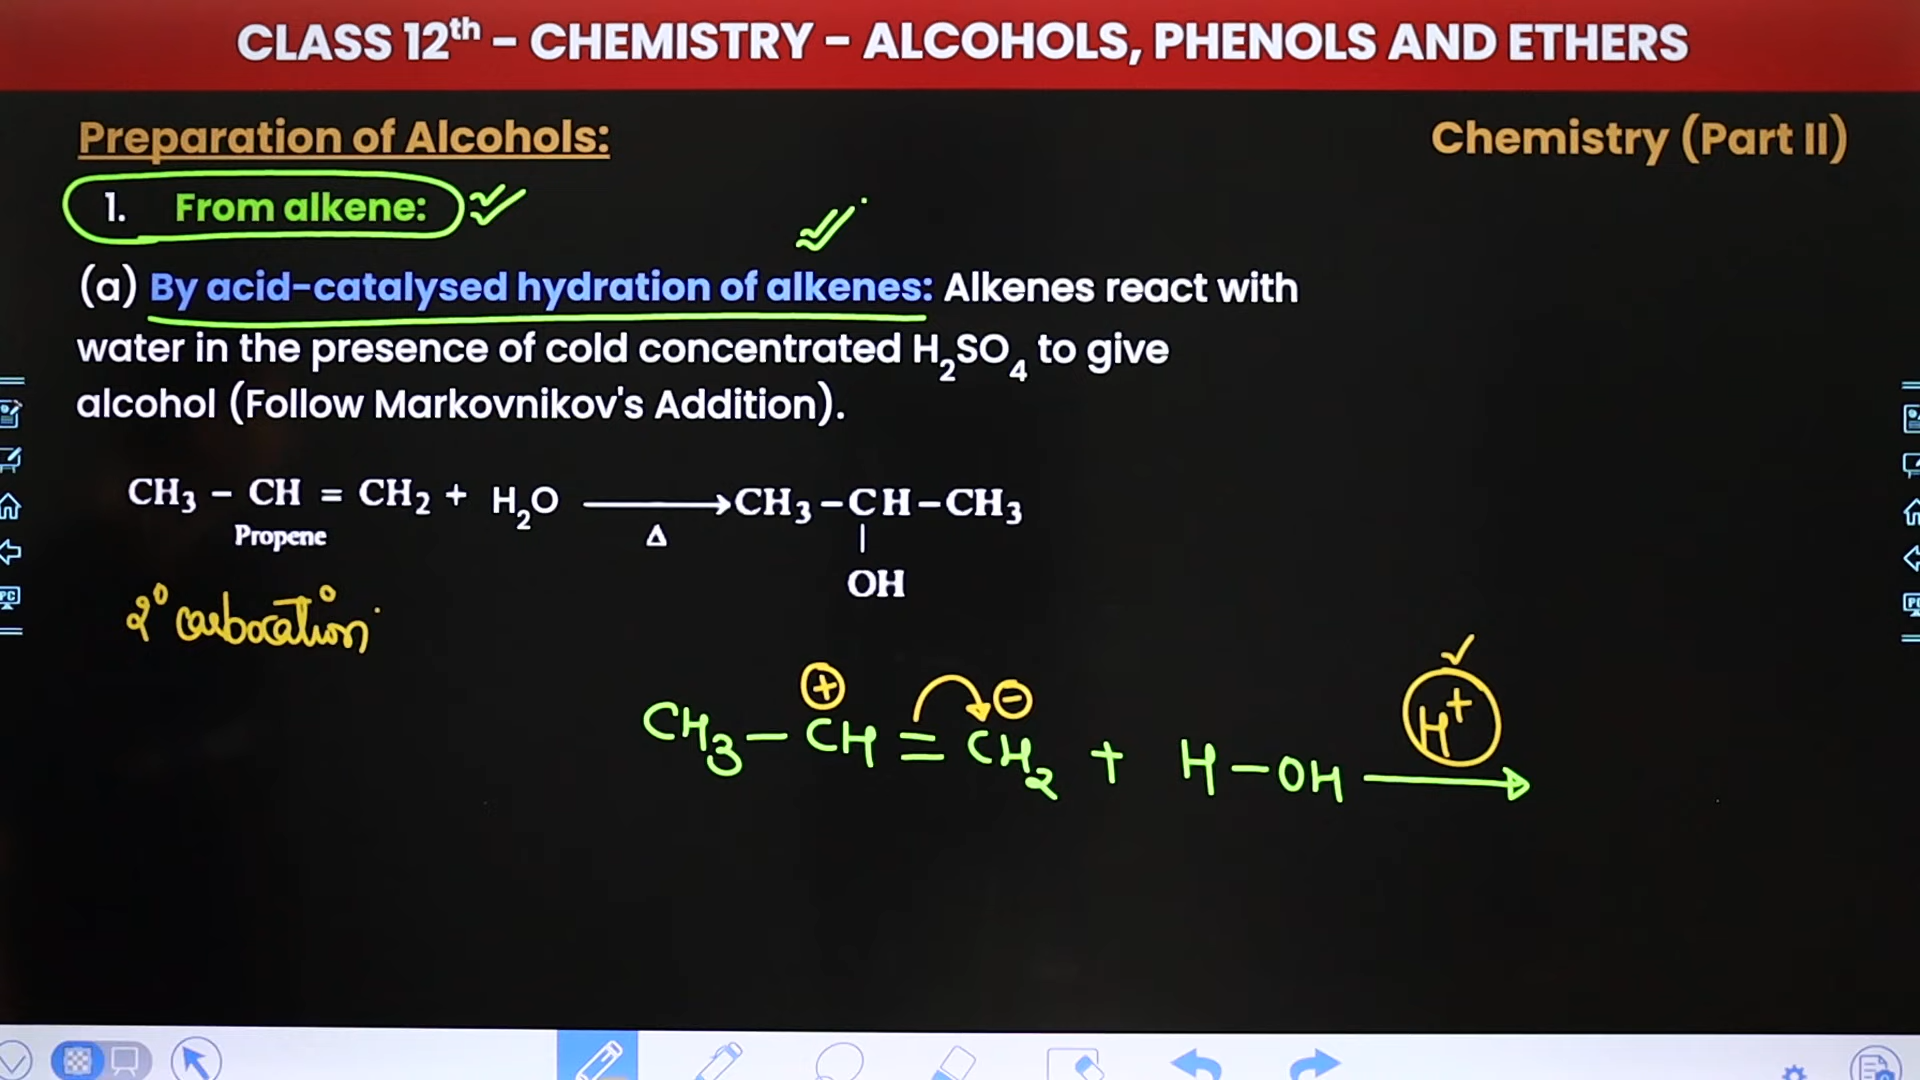 CLASS 12th – CHEMISTRY – ALCOHOLS, PHENOLS AND ETHERS
Preparation of Alcohols:
Chemistry (Part II)
1. From alkene:
(a) By acid-catalysed hydration of alkenes: Alkenes react with
water in the presence of cold concentrated H₂SO₄ to give
alcohol (Follow Markovnikov's Addition).
CH₃ – CH = CH₂ + H₂O ⟶ CH₃ – CH – CH₃
Propene
Δ
|
OH
2° carbocation
⊕ ⊖
CH₃ – CH = CH₂ + H – OH ⟶
H⁺
PC